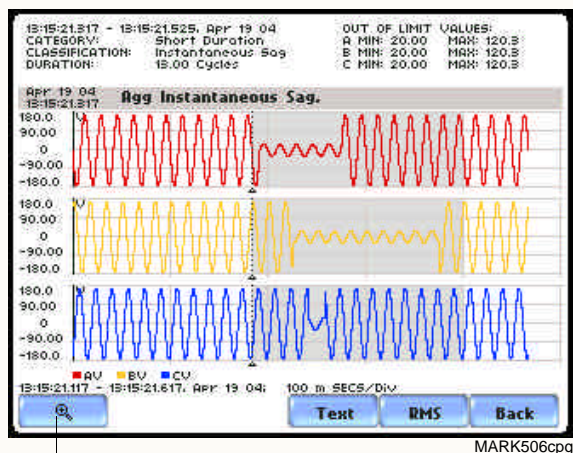 13:15:21.317 - 13:15:21.525, Apr 19 04
CATEGORY: Short Duration
CLASSIFICATION: Instantaneous Sag
DURATION: 13.00 Cycles
OUT OF LIMIT VALUES:
A MIN: 20.00 MAX: 120.3
B MIN: 20.00 MAX: 120.3
C MIN: 20.00 MAX: 120.3
Apr 19 04
13:15:21.317
Agg Instantaneous Sag.
180.0 V
90.00
0
-90.00
-180.0
180.0 V
90.00
0
-90.00
-180.0
180.0 V
90.00
0
-90.00
-180.0
AV BV CV
13:15:21.117 - 13:15:21.617, Apr 19 04: 100 m SECS/Div
Text RMS Back
MARK506cpg